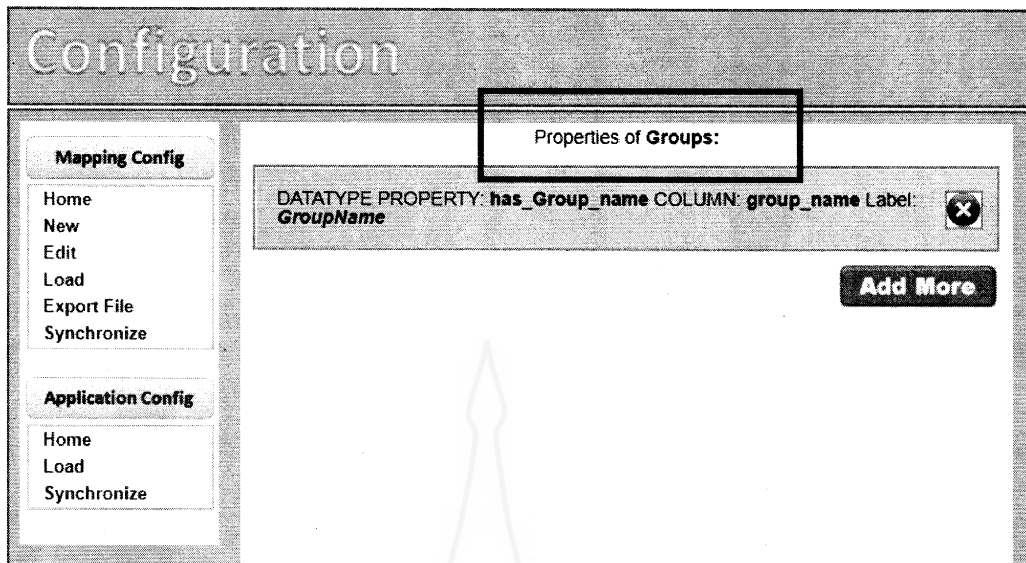 Configuration
Mapping Config
Home
New
Edit
Load
Export File
Synchronize
Application Config
Home
Load
Synchronize
Properties of Groups:
DATATYPE PROPERTY: has_Group_name COLUMN: group_name Label:
GroupName
Add More